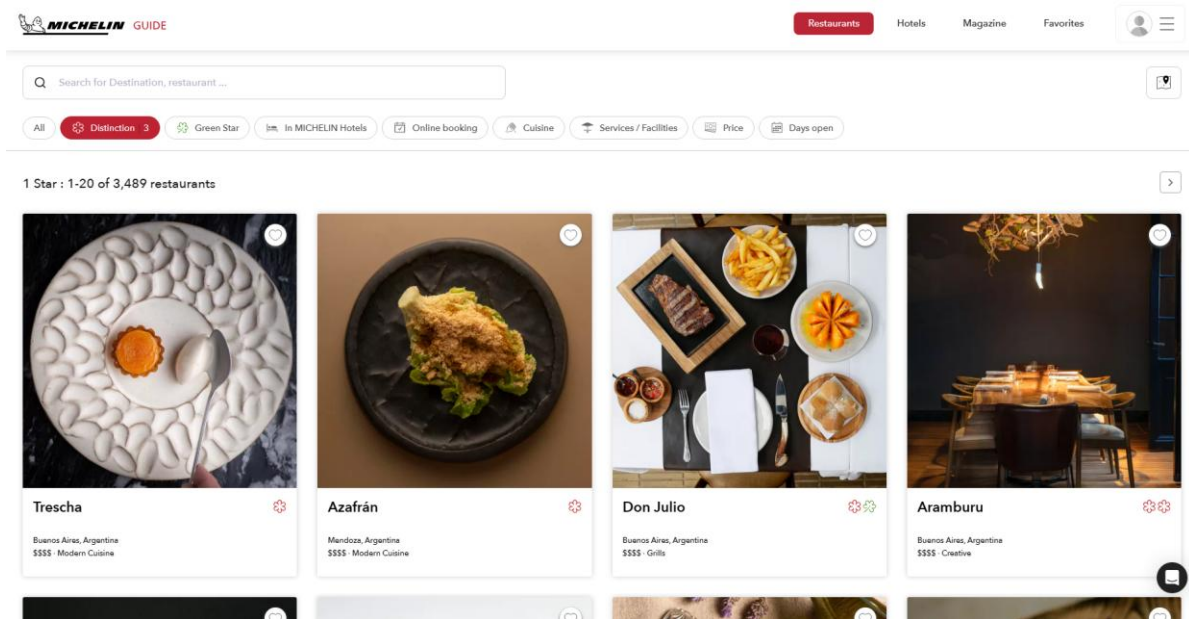 MICHELIN GUIDE
Restaurants Hotels Magazine Favorites
Search for Destination, restaurant ...
All Distinction 3 Green Star In MICHELIN Hotels Online booking Cuisine Services / Facilities Price Days open
1 Star : 1-20 of 3,489 restaurants
Trescha
Buenos Aires, Argentina
$$$$ · Modern Cuisine
Azafrán
Mendoza, Argentina
$$$$ · Modern Cuisine
Don Julio
Buenos Aires, Argentina
$$$$ · Grills
Aramburu
Buenos Aires, Argentina
$$$$ · Creative